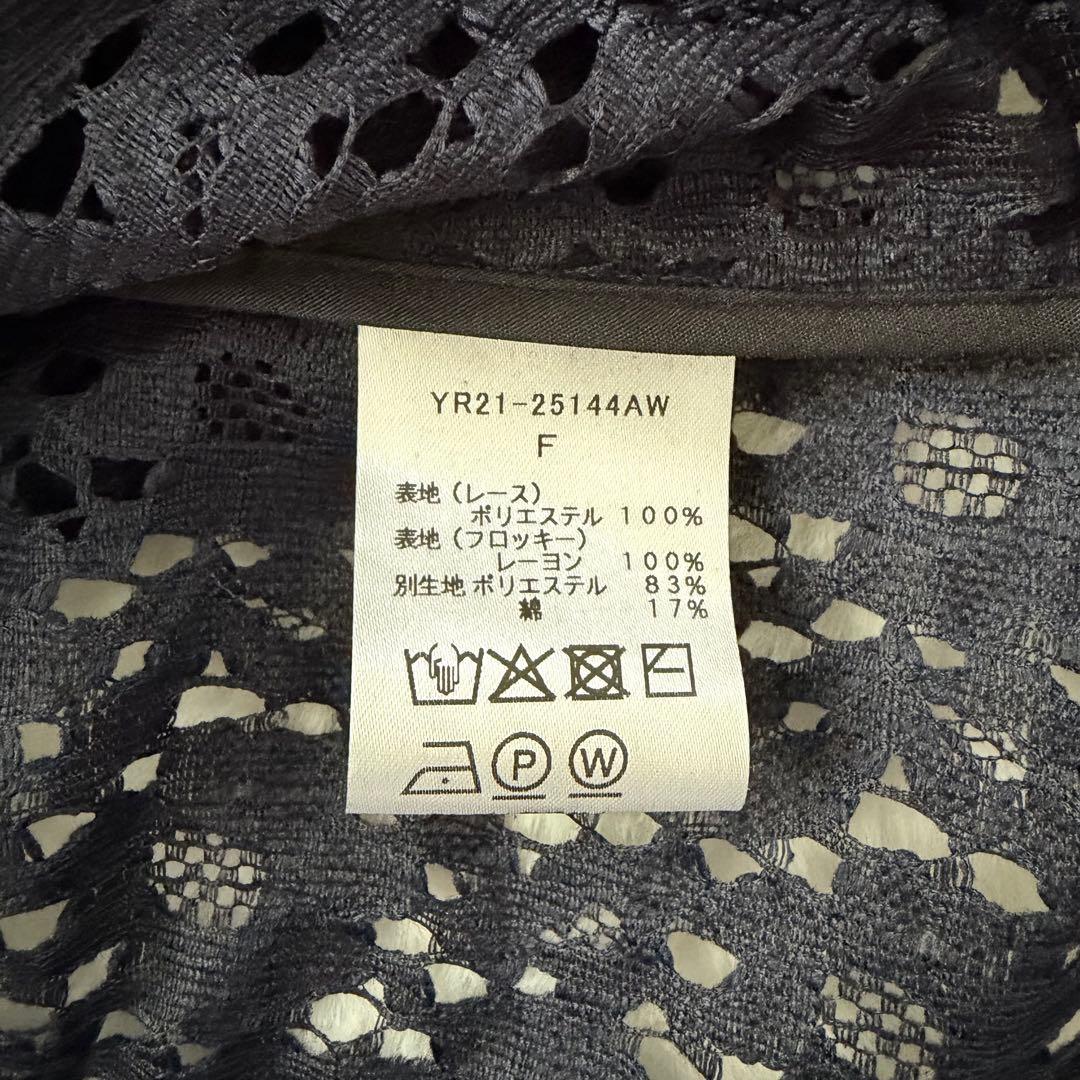 YR21-25144AW
F
表地（レース）
ポリエステル 100%
表地（フロッキー）
レーヨン 100%
別生地 ポリエステル 83%
綿 17%
P W